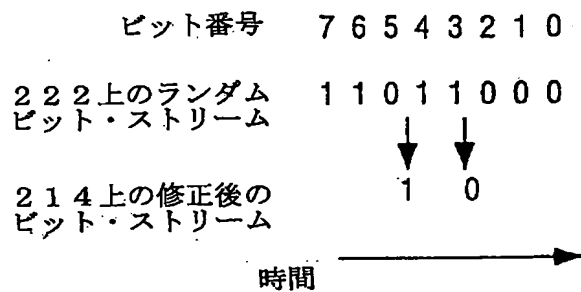 ビット番号 7 6 5 4 3 2 1 0
222上のランダム 1 1 0 1 1 0 0 0
ビット・ストリーム
214上の修正後の 1 0
ビット・ストリーム
時間